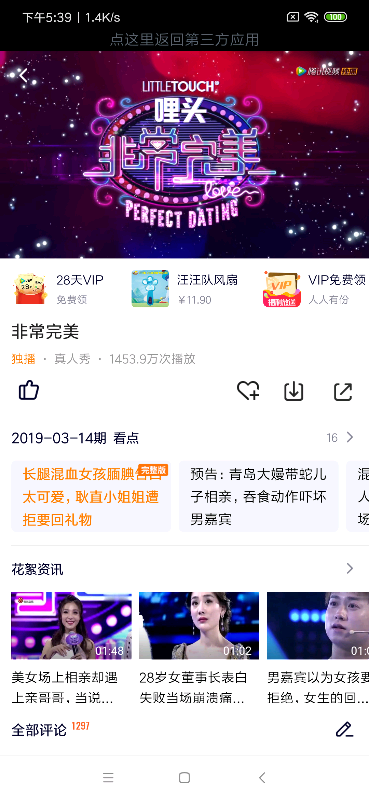 下午5:39 | 1.4K/s
100
点这里返回第三方应用
LITTLETOUCH
腾讯视频
哩头
非常完美
love
PERFECT DATING
28天VIP
免费领
汪汪队风扇
￥11.90
VIP
VIP免费领
人人有份
非常完美
独播 · 真人秀 · 1453.9万次播放
2019-03-14期 看点
16
完整版
长腿混血女孩腼腆告白
太可爱，耿直小姐姐遭
拒要回礼物
预告：青岛大嫚带蛇儿
子相亲，吞食动作吓坏
男嘉宾
混
人
场
花絮资讯
01:48
01:02
美女场上相亲却遇
上亲哥哥，当说...
28岁女董事长表白
失败当场崩溃痛...
男嘉宾以为女孩要
拒绝，女生的回...
全部评论 1297